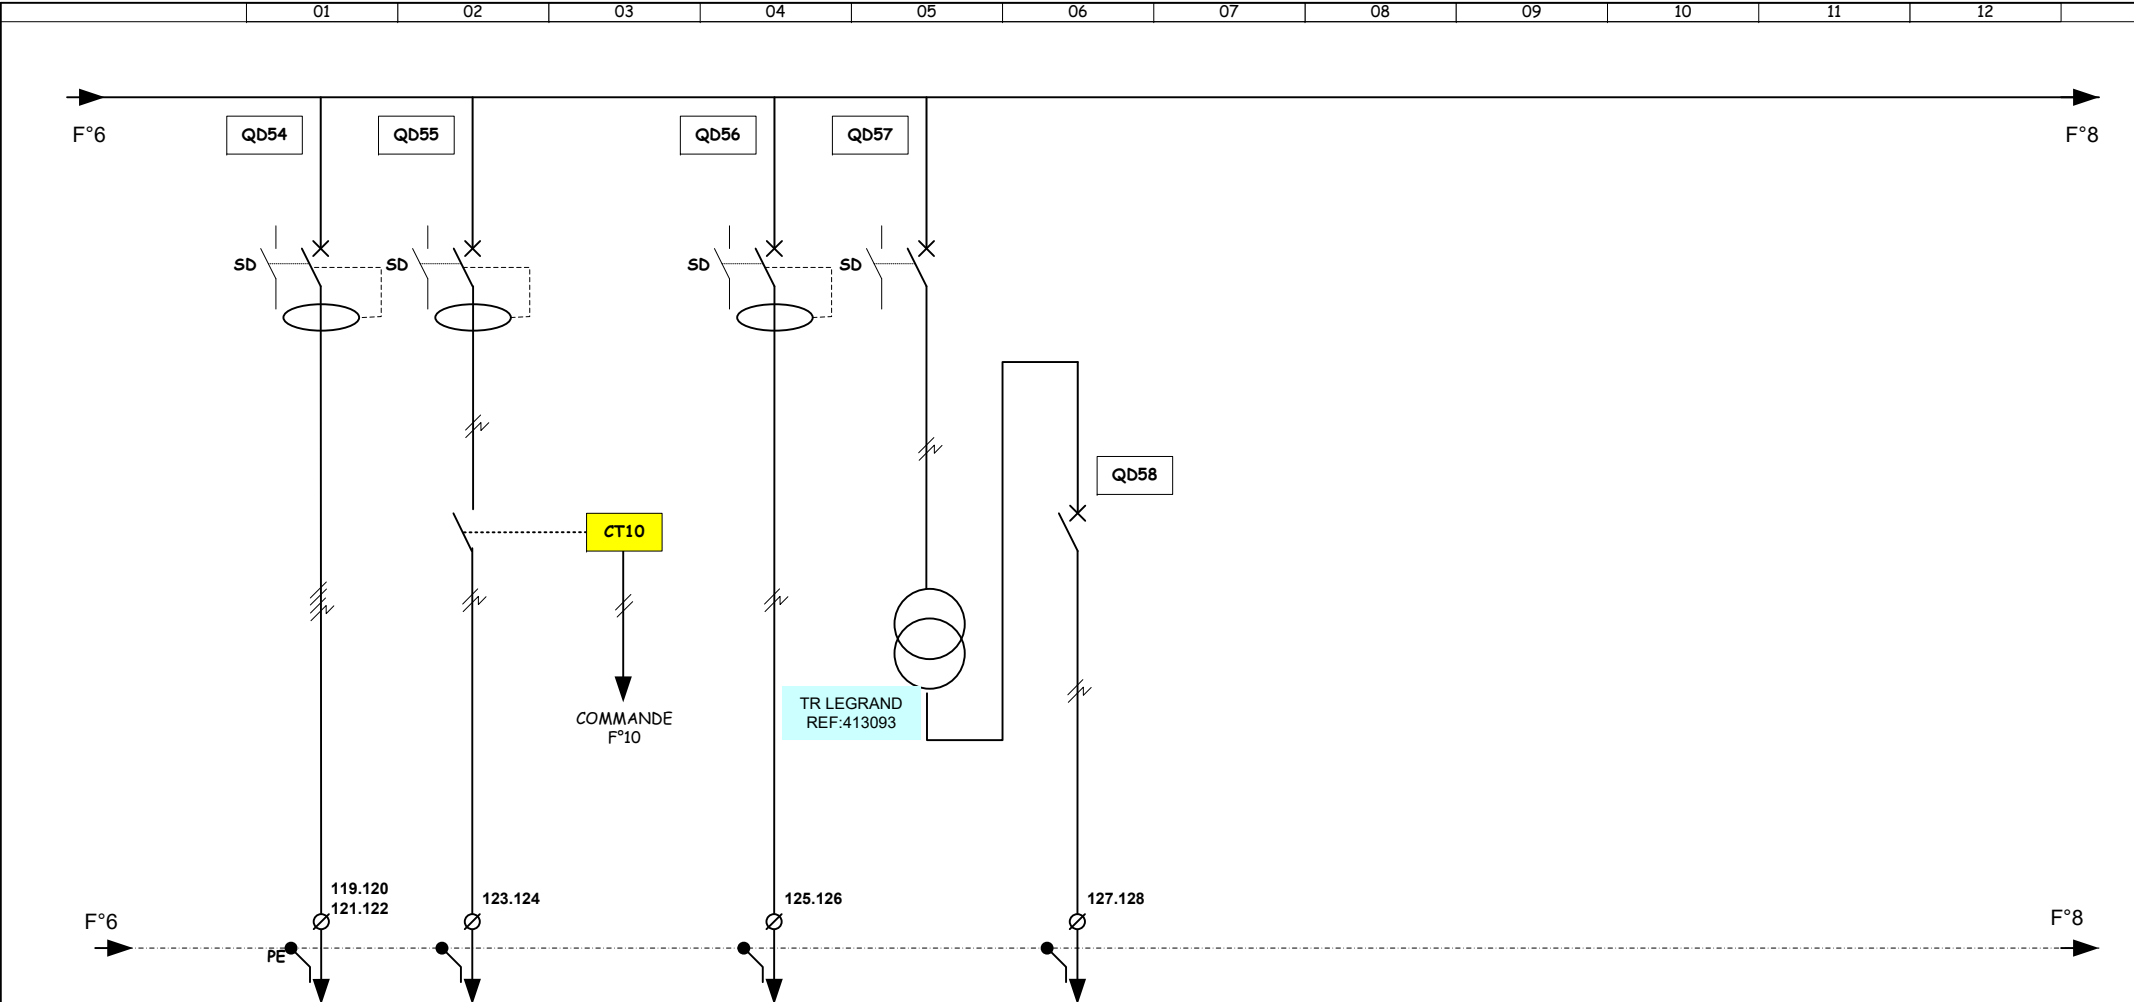 01 02 03 04 05 06 07 08 09 10 11 12
F°6
QD54 QD55 QD56 QD57
F°8
SD SD SD SD
QD58
CT10
TR LEGRAND
REF:413093
COMMANDE
F°10
119.120
121.122
123.124
125.126
127.128
F°6
F°8
PE